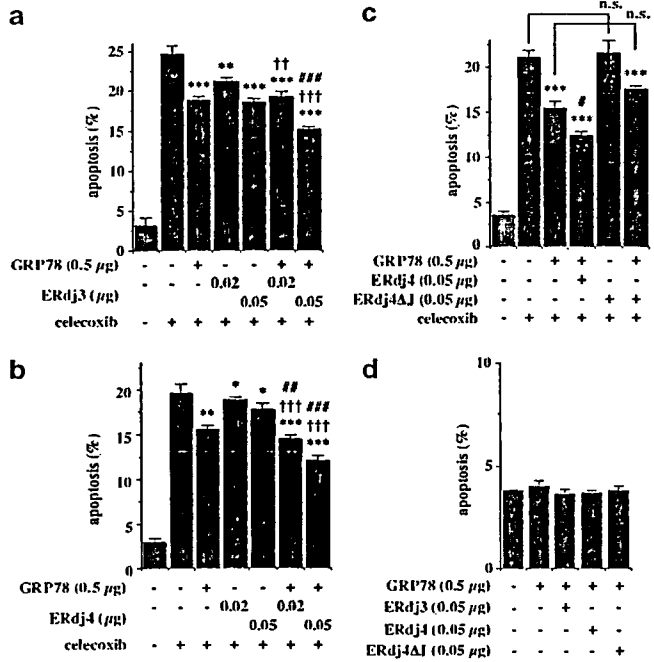 a
apoptosis (%)
25
20
15
10
5
0
*** ** *** †† *** ### ††† ***
GRP78 (0.5 µg) - - + - - + +
ERdj3 (µg) - - - 0.02 0.05 0.02 0.05
celecoxib - + + + + + +
b
apoptosis (%)
20
15
10
5
0
** * * ## ††† *** ### ††† ***
GRP78 (0.5 µg) - - + - - + +
ERdj4 (µg) - - - 0.02 0.05 0.02 0.05
celecoxib - + + + + + +
c
n.s.
n.s.
apoptosis (%)
20
15
10
5
0
*** # *** ***
GRP78 (0.5 µg) - - + + - +
ERdj4 (0.05 µg) - - - + - -
ERdj4ΔJ (0.05 µg) - - - - + +
celecoxib - + + + + +
d
apoptosis (%)
10
5
0
GRP78 (0.5 µg) - + + + +
ERdj3 (0.05 µg) - - + - -
ERdj4 (0.05 µg) - - - + -
ERdj4ΔJ (0.05 µg) - - - - +